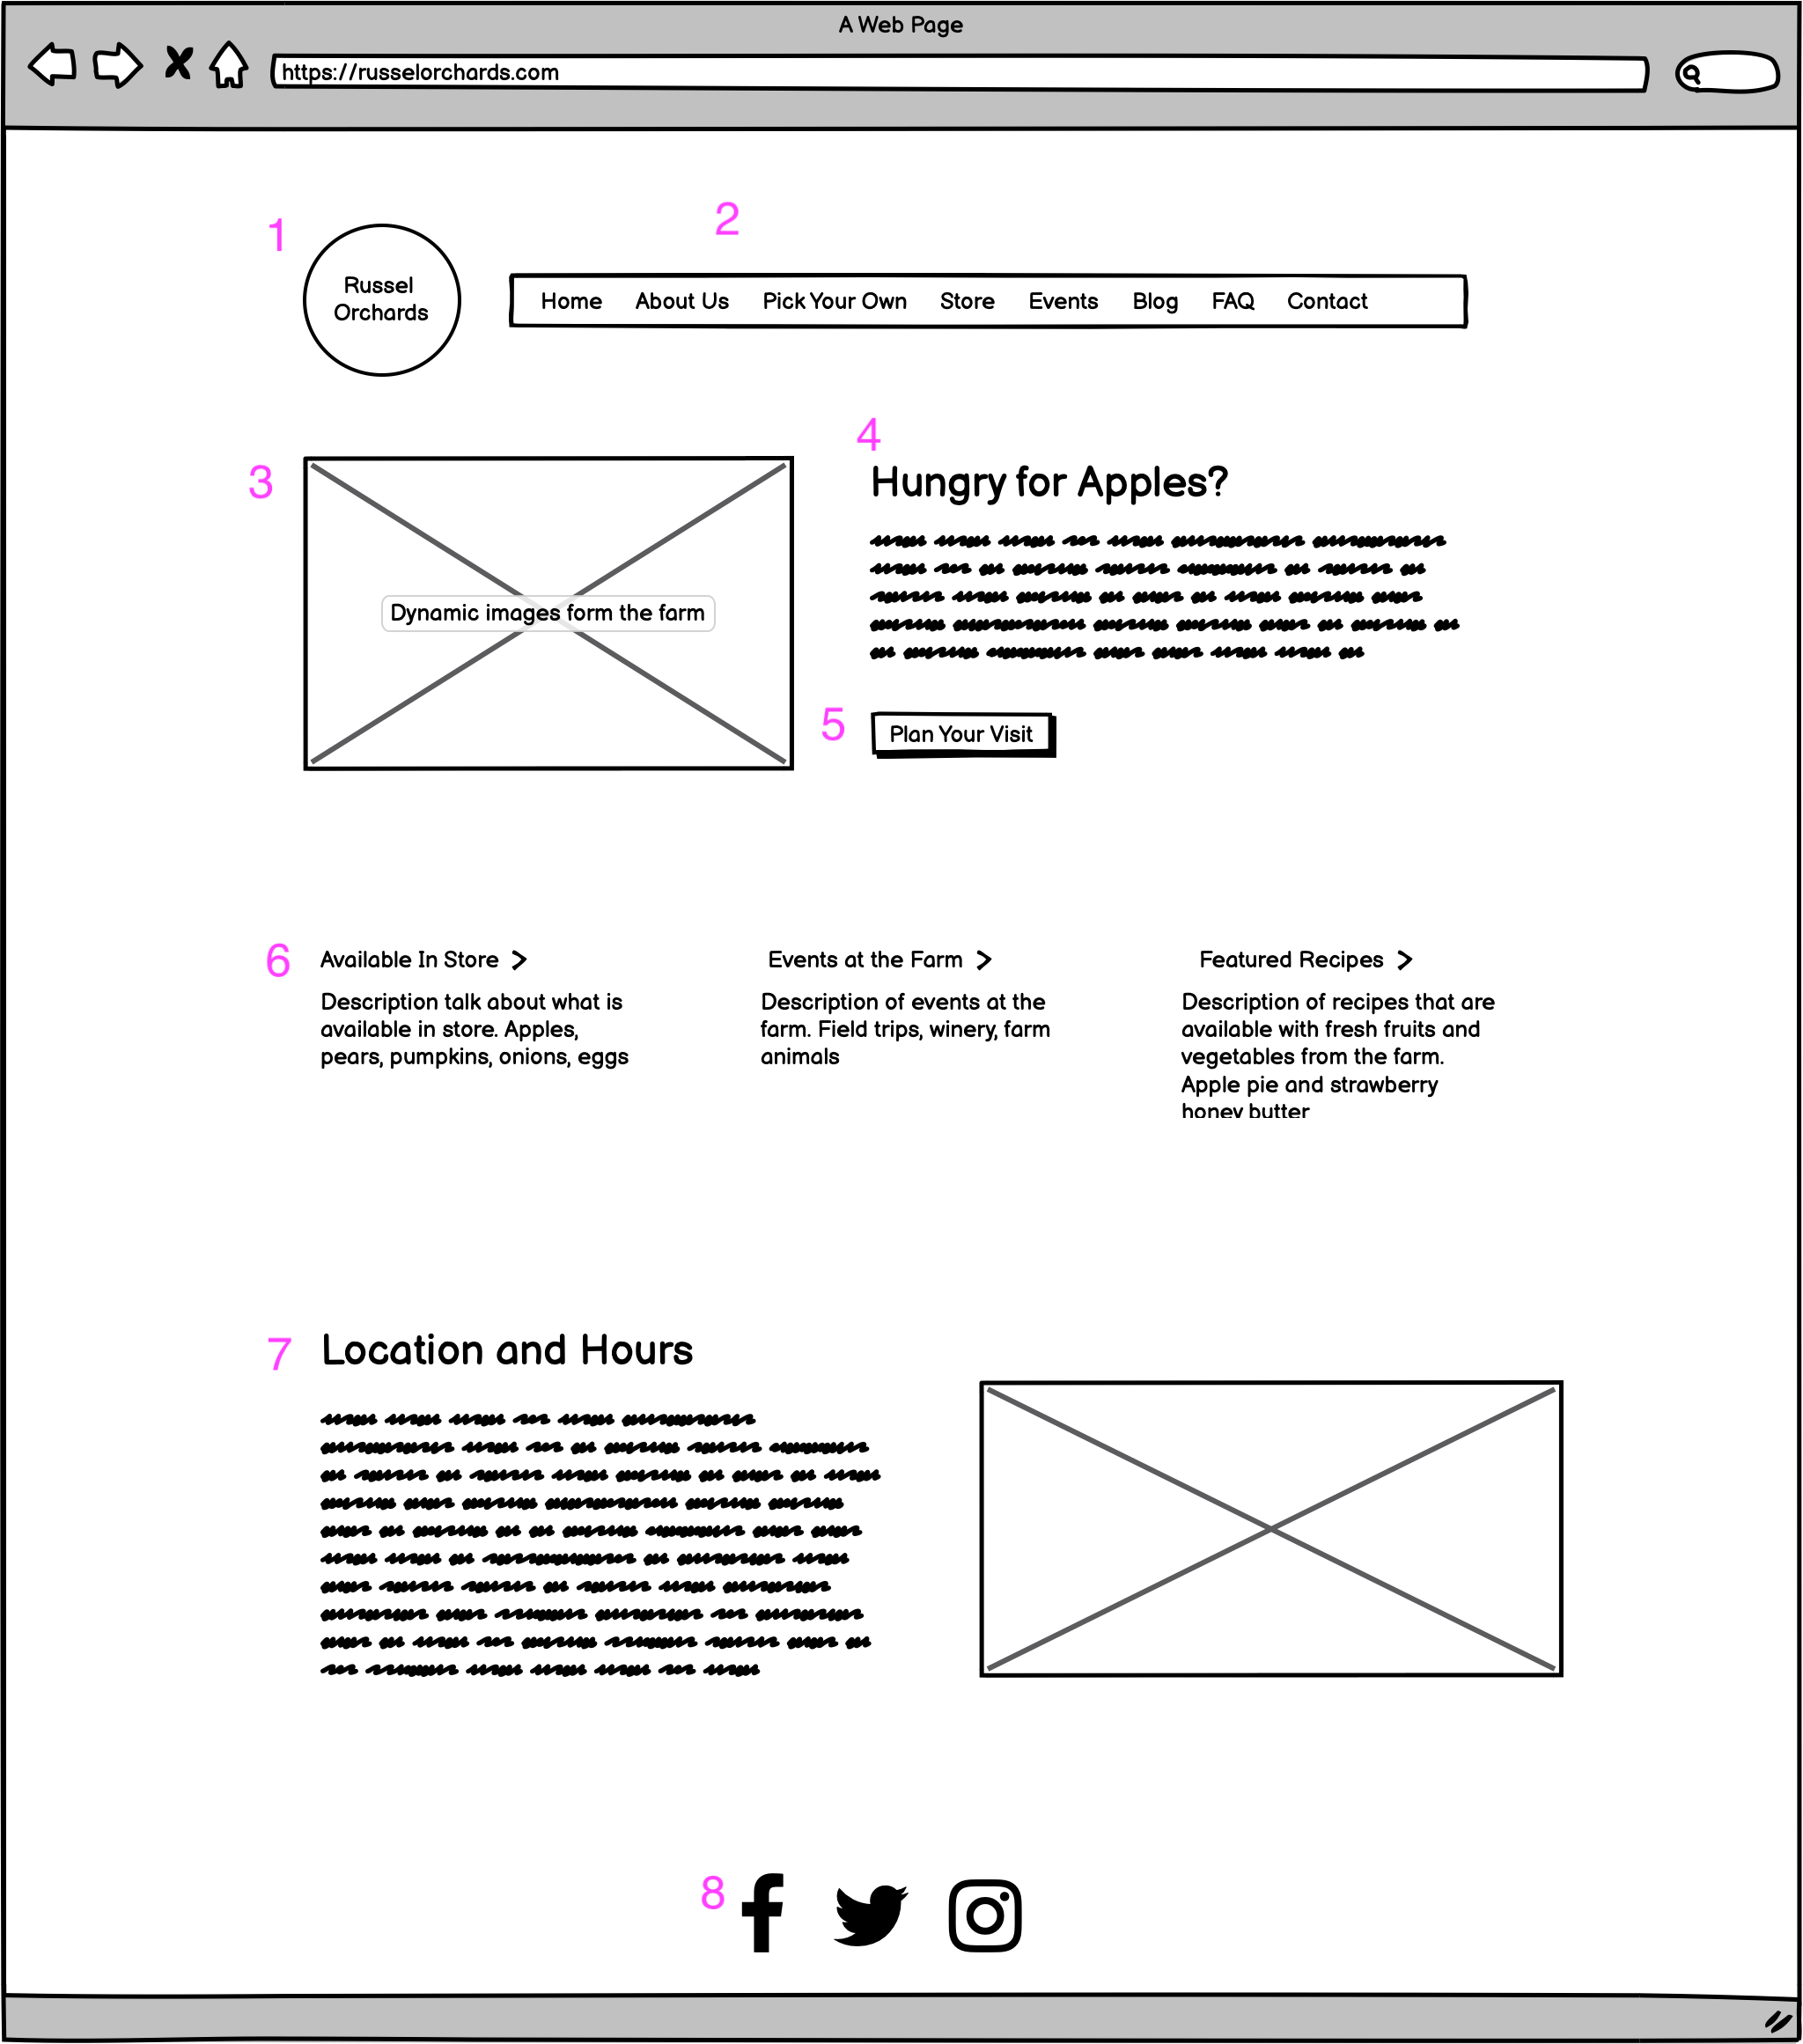 A Web Page
https://russelorchards.com
1
2
Russel
Orchards
Home About Us Pick Your Own Store Events Blog FAQ Contact
3
Dynamic images form the farm
4
Hungry for Apples?
5
Plan Your Visit
6
Available In Store >
Description talk about what is
available in store. Apples,
pears, pumpkins, onions, eggs
Events at the Farm >
Description of events at the
farm. Field trips, winery, farm
animals
Featured Recipes >
Description of recipes that are
available with fresh fruits and
vegetables from the farm.
Apple pie and strawberry
honey butter
7
Location and Hours
8